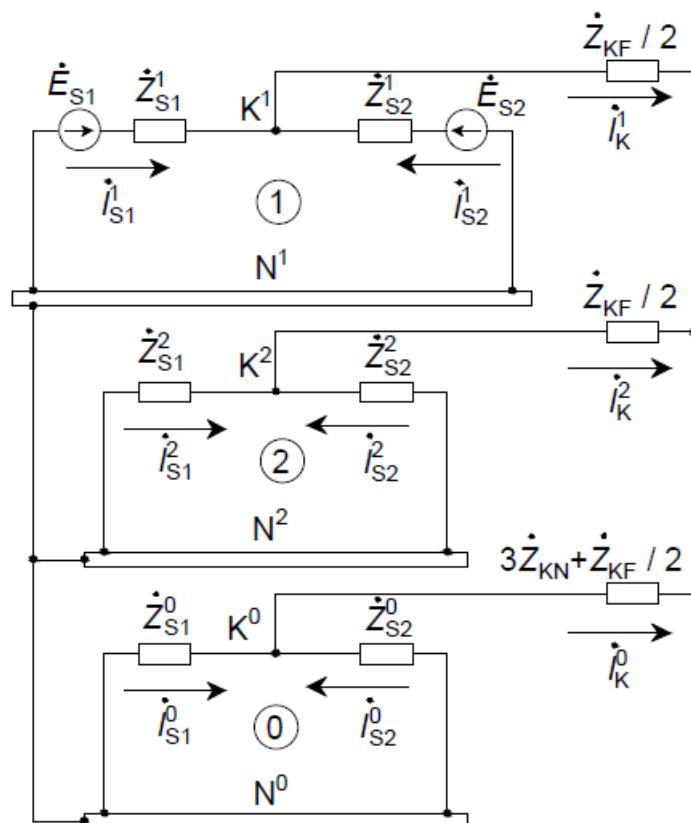 Ż_KF / 2
Ė_S1 Ż¹_S1 K¹ Ż¹_S2 Ė_S2 İ¹_K
İ¹_S1 1 İ¹_S2
N¹
Ż_KF / 2
Ż²_S1 K² Ż²_S2 İ²_K
İ²_S1 2 İ²_S2
N²
3Ż_KN+Ż_KF / 2
Ż⁰_S1 K⁰ Ż⁰_S2 İ⁰_K
İ⁰_S1 0 İ⁰_S2
N⁰